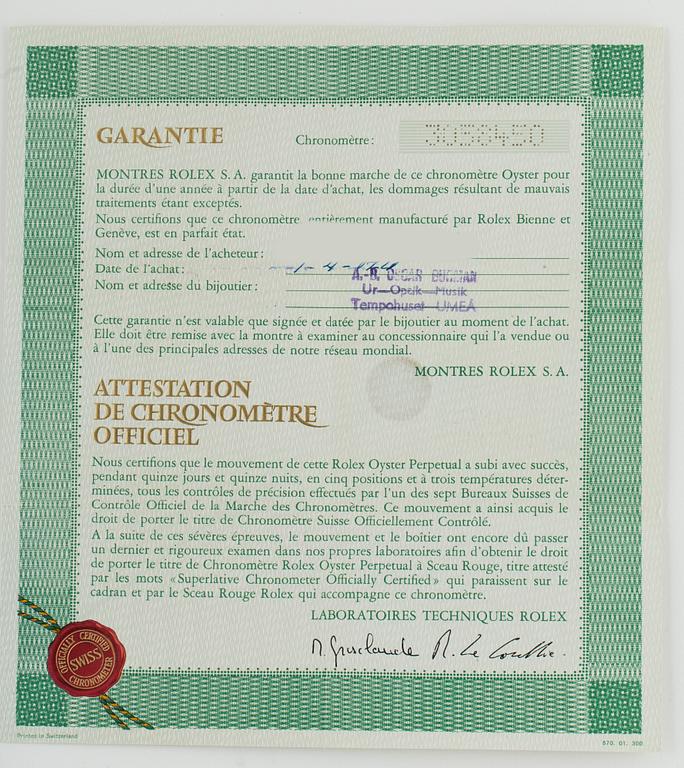 GARANTIE
Chronomètre:
MONTRES ROLEX S. A. garantit la bonne marche de ce chronomètre Oyster pour
la durée d'une année à partir de la date d'achat, les dommages résultant de mauvais
traitements étant exceptés.
Nous certifions que ce chronomètre entièrement manufacturé par Rolex Bienne et
Genève, est en parfait état.
Nom et adresse de l'acheteur:
Date de l'achat:
Nom et adresse du bijoutier:
A.-B. OSCAR
Ur—Optik—Musik
Tempohuset UMEÅ
Cette garantie n'est valable que signée et datée par le bijoutier au moment de l'achat.
Elle doit être remise avec la montre à examiner au concessionnaire qui l'a vendue ou
à l'une des principales adresses de notre réseau mondial.
MONTRES ROLEX S. A.
ATTESTATION
DE CHRONOMÈTRE
OFFICIEL
Nous certifions que le mouvement de cette Rolex Oyster Perpetual a subi avec succès,
pendant quinze jours et quinze nuits, en cinq positions et à trois températures déter-
minées, tous les contrôles de précision effectués par l'un des sept Bureaux Suisses de
Contrôle Officiel de la Marche des Chronomètres. Ce mouvement a ainsi acquis le
droit de porter le titre de Chronomètre Suisse Officiellement Contrôlé.
A la suite de ces sévères épreuves, le mouvement et le boîtier ont encore dû passer
un dernier et rigoureux examen dans nos propres laboratoires afin d'obtenir le droit
de porter le titre de Chronomètre Rolex Oyster Perpetual à Sceau Rouge, titre attesté
par les mots «Superlative Chronometer Officially Certified» qui paraissent sur le
cadran et par le Sceau Rouge Rolex qui accompagne ce chronomètre.
LABORATOIRES TECHNIQUES ROLEX
OFFICIALLY CERTIFIED
SWISS
CHRONOMETER
Printed in Switzerland
570. 01. 300